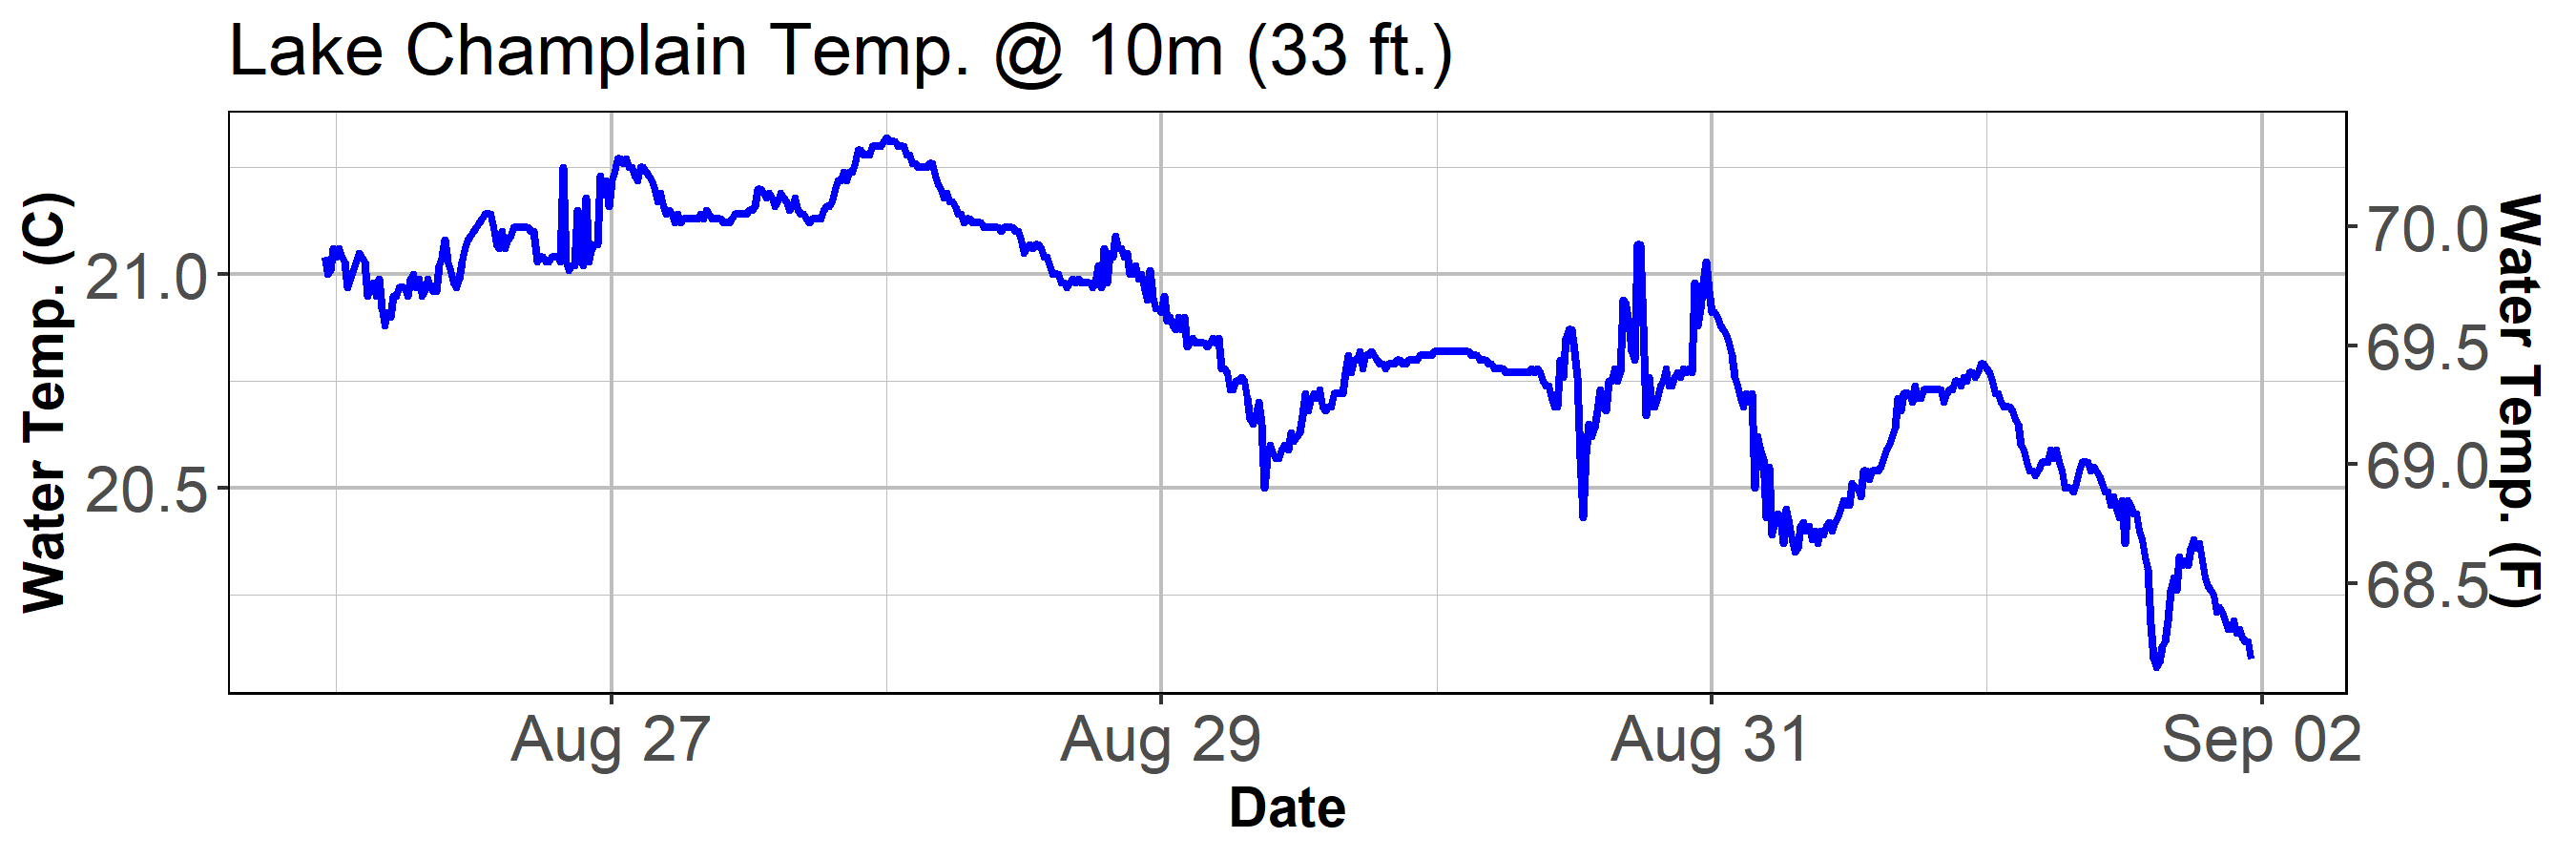 Lake Champlain Temp. @ 10m (33 ft.)
Water Temp. (C)
21.0
20.5
70.0
69.5
69.0
68.5
Water Temp. (F)
Aug 27
Aug 29
Aug 31
Sep 02
Date